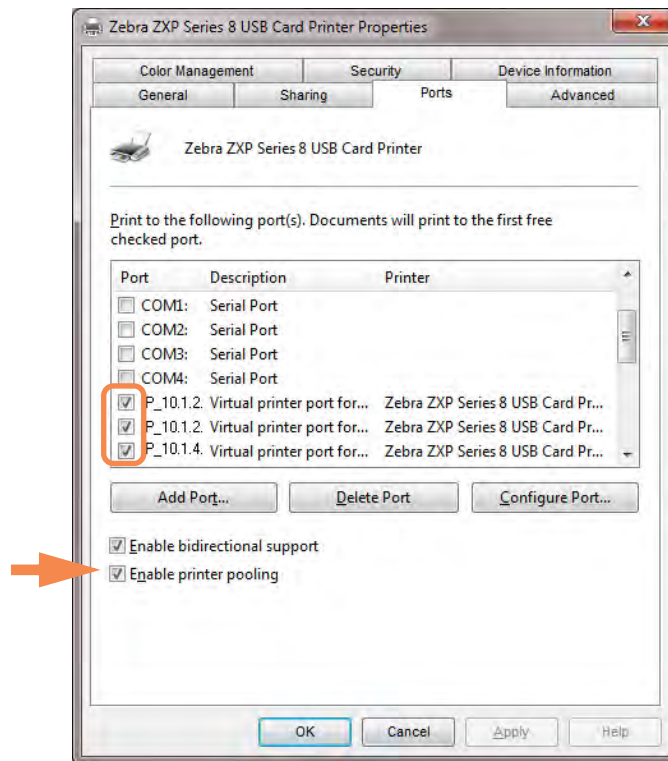 Zebra ZXP Series 8 USB Card Printer Properties
Color Management Security Device Information
General Sharing Ports Advanced
Zebra ZXP Series 8 USB Card Printer
Print to the following port(s). Documents will print to the first free
checked port.
Port Description Printer
COM1: Serial Port
COM2: Serial Port
COM3: Serial Port
COM4: Serial Port
P_10.1.2. Virtual printer port for... Zebra ZXP Series 8 USB Card Pr...
P_10.1.2. Virtual printer port for... Zebra ZXP Series 8 USB Card Pr...
P_10.1.4. Virtual printer port for... Zebra ZXP Series 8 USB Card Pr...
Add Port... Delete Port Configure Port...
Enable bidirectional support
Enable printer pooling
OK Cancel Apply Help